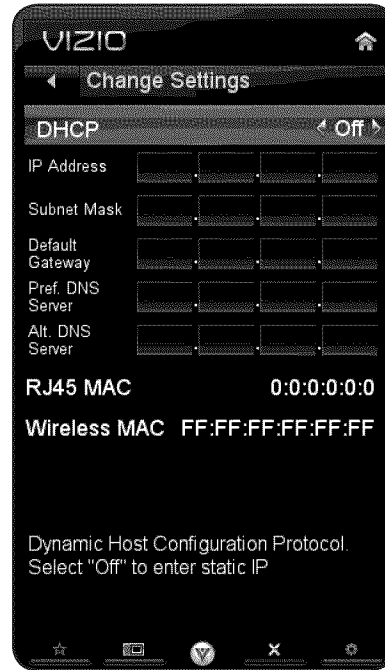 VIZIO
Change Settings
DHCP Off
IP Address . . .
Subnet Mask . . .
Default
Gateway . . .
Pref. DNS
Server . . .
Alt. DNS
Server . . .
RJ45 MAC 0:0:0:0:0:0
Wireless MAC FF:FF:FF:FF:FF:FF
Dynamic Host Configuration Protocol.
Select "Off" to enter static IP
V